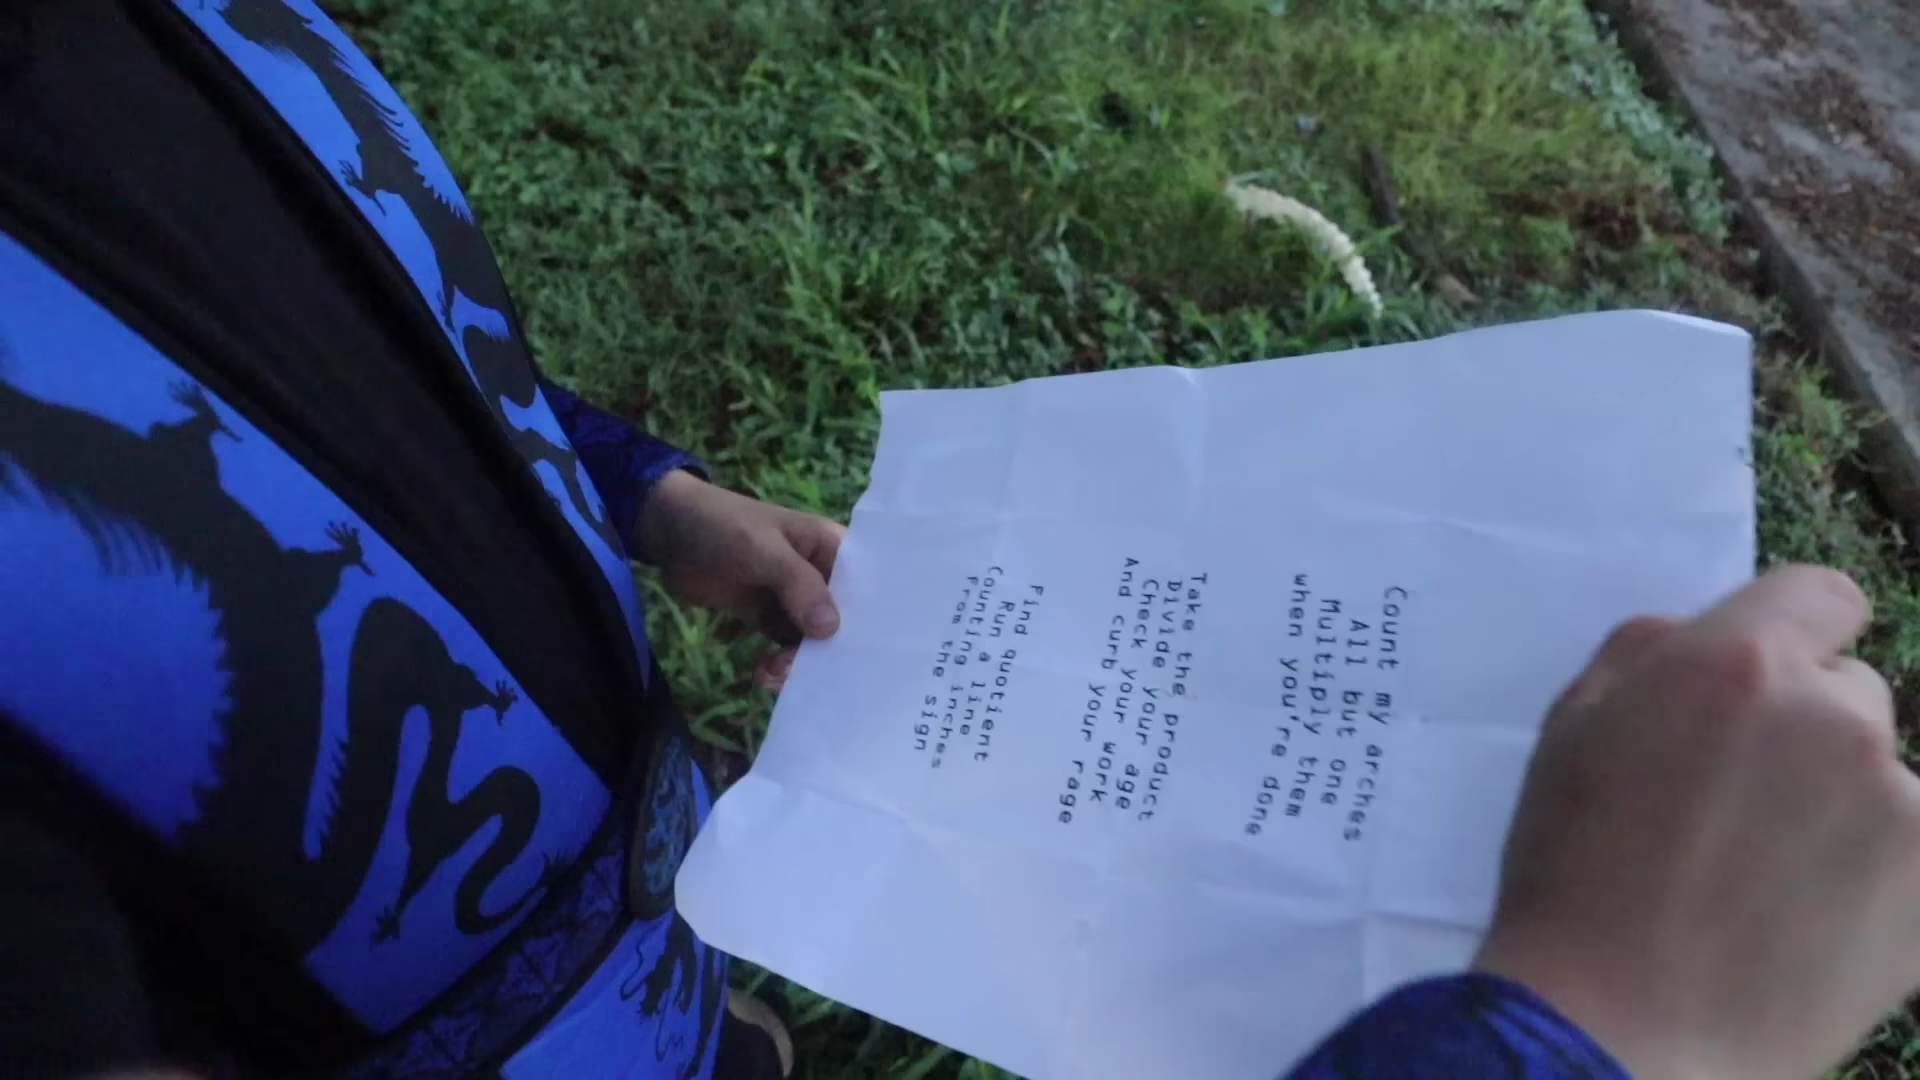 Count my arches
All but one
Multiply them
when you're done
Take the product
Divide your age
Check your work
And curb your rage
Find quotient
Run a line
Counting inches
From the sign